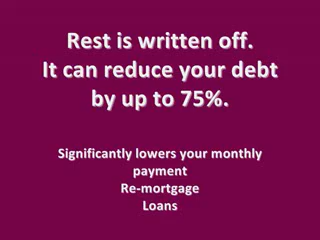 Rest is written off.
It can reduce your debt
by up to 75%.
Significantly lowers your monthly
payment
Re-mortgage
Loans